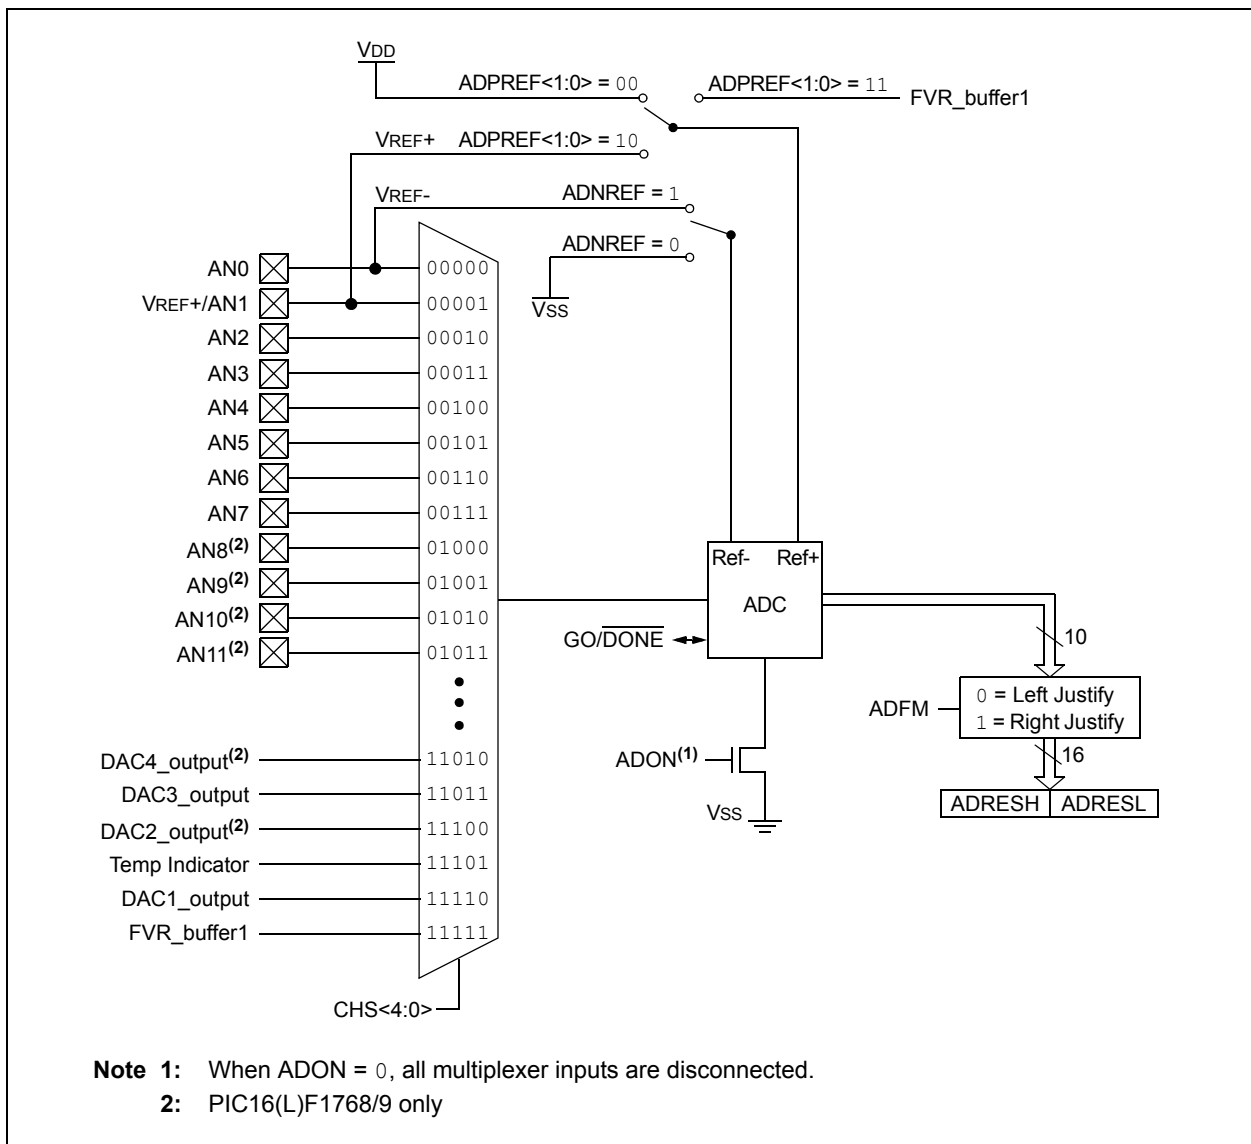 VDD
ADPREF<1:0> = 00
ADPREF<1:0> = 11
FVR_buffer1
VREF+ ADPREF<1:0> = 10
VREF- ADNREF = 1
ADNREF = 0
VSS
AN0 00000
VREF+/AN1 00001
AN2 00010
AN3 00011
AN4 00100
AN5 00101
AN6 00110
AN7 00111
AN8(2) 01000
AN9(2) 01001
AN10(2) 01010
AN11(2) 01011
DAC4_output(2) 11010
DAC3_output 11011
DAC2_output(2) 11100
Temp Indicator 11101
DAC1_output 11110
FVR_buffer1 11111
CHS<4:0>
Ref- Ref+
ADC
GO/DONE
ADON(1)
VSS
10
ADFM
0 = Left Justify
1 = Right Justify
16
ADRESH ADRESL
Note 1: When ADON = 0, all multiplexer inputs are disconnected.
2: PIC16(L)F1768/9 only